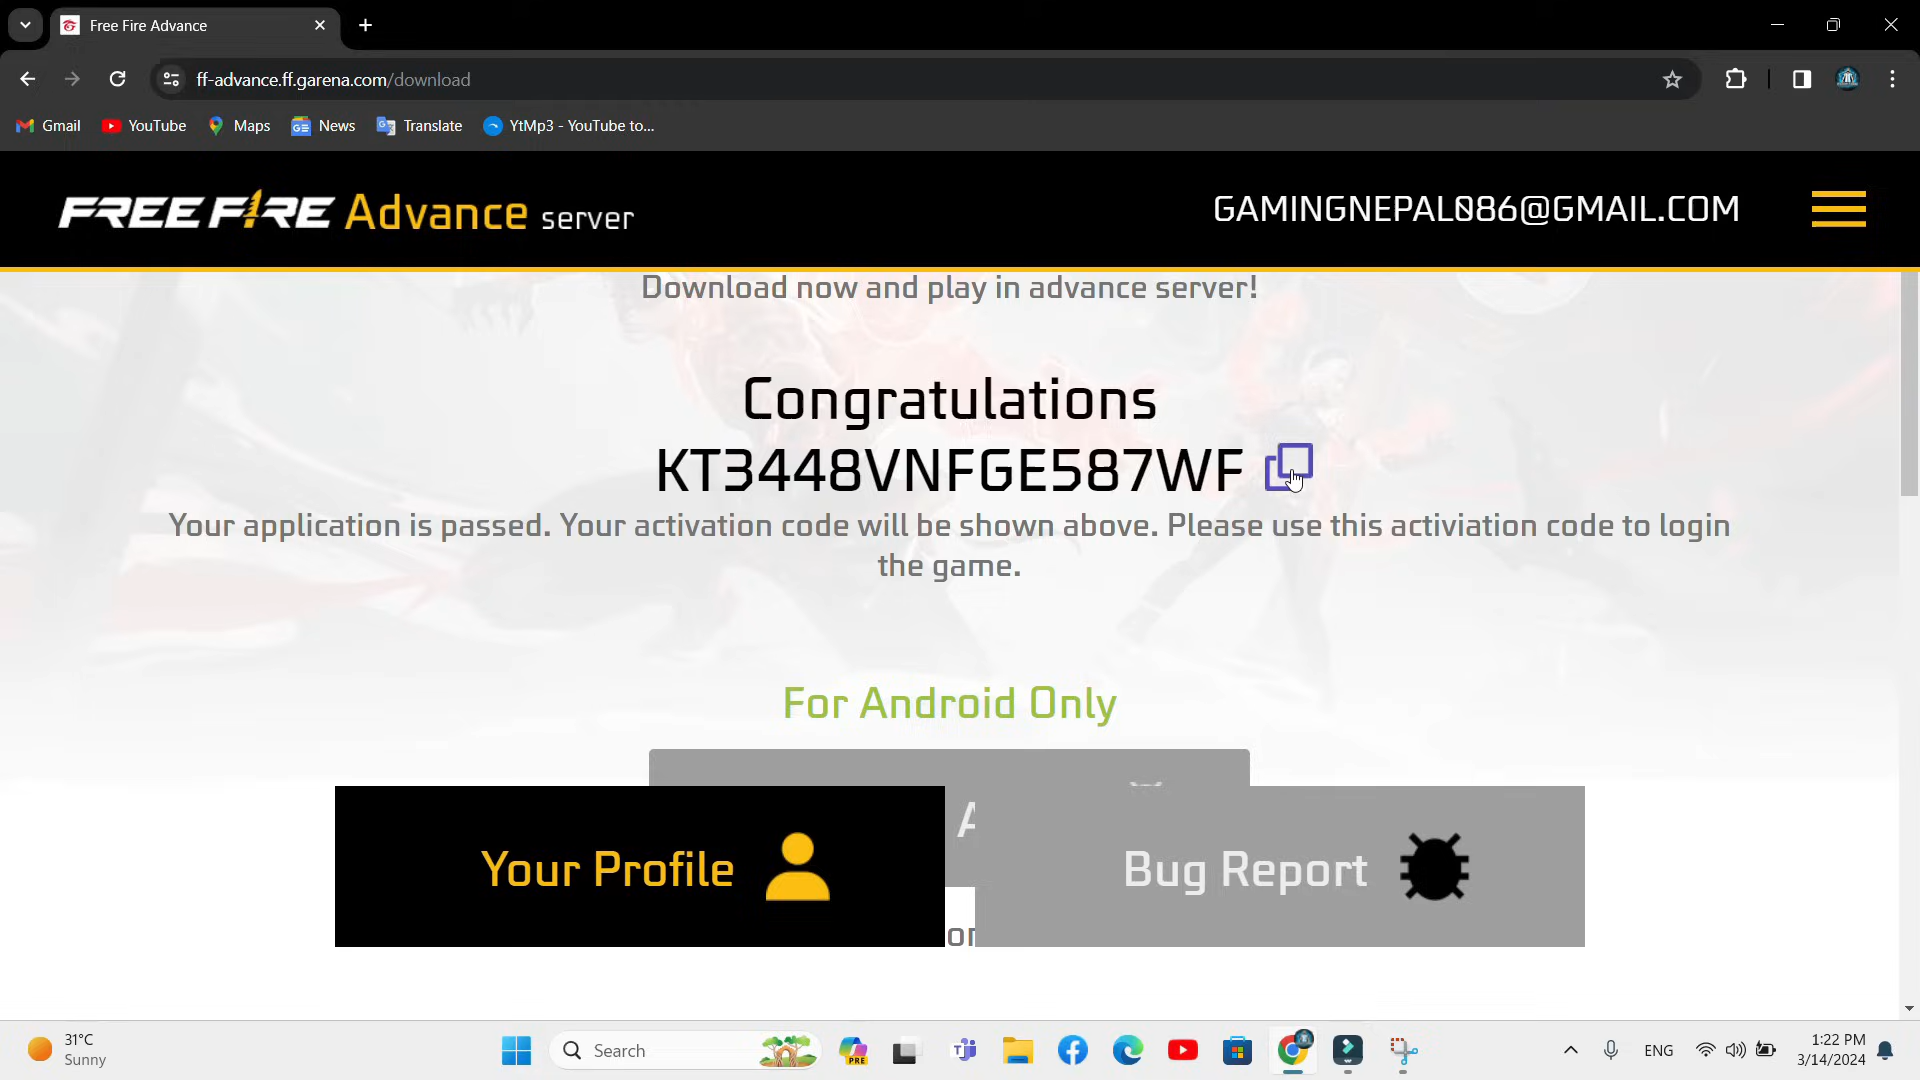 Free Fire Advance
ff-advance.ff.garena.com/download
Gmail YouTube Maps News Translate YtMp3 - YouTube to...
FREE FIRE Advance server
GAMINGNEPAL086@GMAIL.COM
Download now and play in advance server!
Congratulations
KT3448VNFGE587WF
Your application is passed. Your activation code will be shown above. Please use this activiation code to login
the game.
For Android Only
Your Profile
Bug Report
31°C
Sunny
Search
PRE
ENG
1:22 PM
3/14/2024